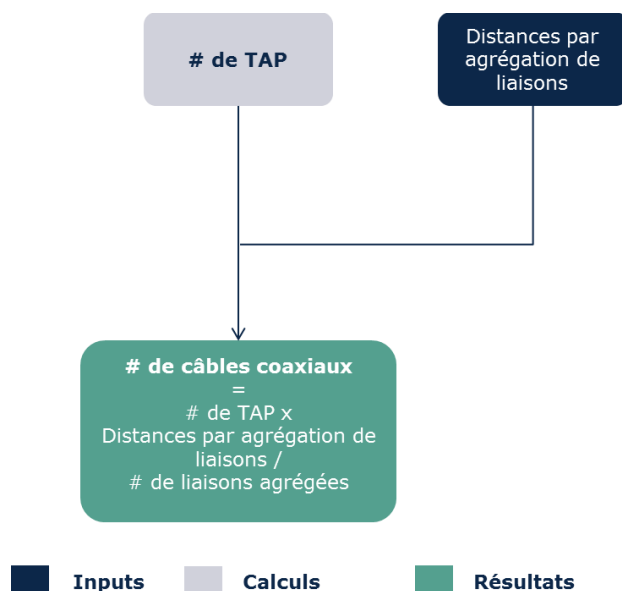 # de TAP
Distances par
agrégation de
liaisons
# de câbles coaxiaux
=
# de TAP x
Distances par agrégation de
liaisons /
# de liaisons agrégées
Inputs
Calculs
Résultats